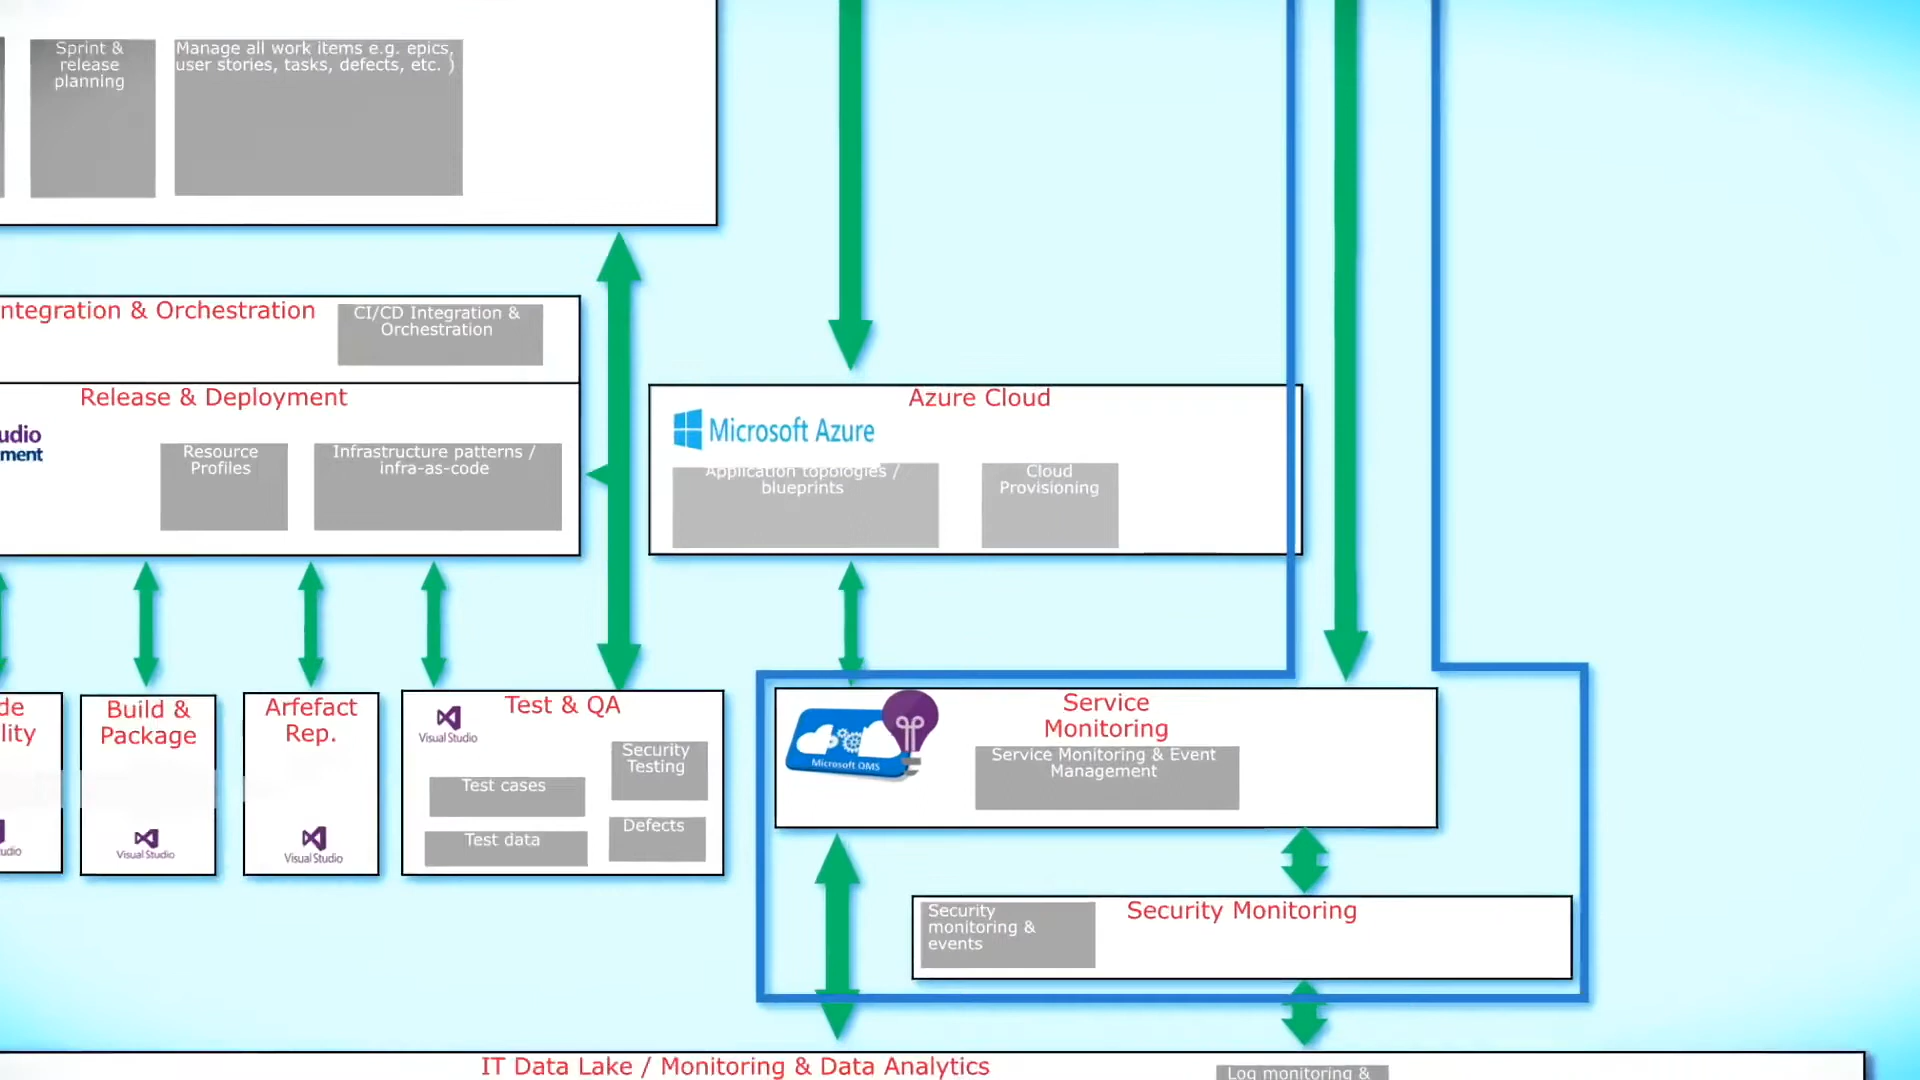 Sprint &
release
planning
Manage all work items e.g. epics,
user stories, tasks, defects, etc. )
ntegration & Orchestration
CI/CD Integration &
Orchestration
Release & Deployment
udio
ment
Resource
Profiles
Infrastructure patterns /
infra-as-code
Azure Cloud
Microsoft Azure
Application topologies /
blueprints
Cloud
Provisioning
de
lity
udio
Build &
Package
Visual Studio
Arfefact
Rep.
Visual Studio
Test & QA
Visual Studio
Security
Testing
Test cases
Defects
Test data
Service
Monitoring
Microsoft OMS
Service Monitoring & Event
Management
Security
monitoring &
events
Security Monitoring
IT Data Lake / Monitoring & Data Analytics
Log monitoring &